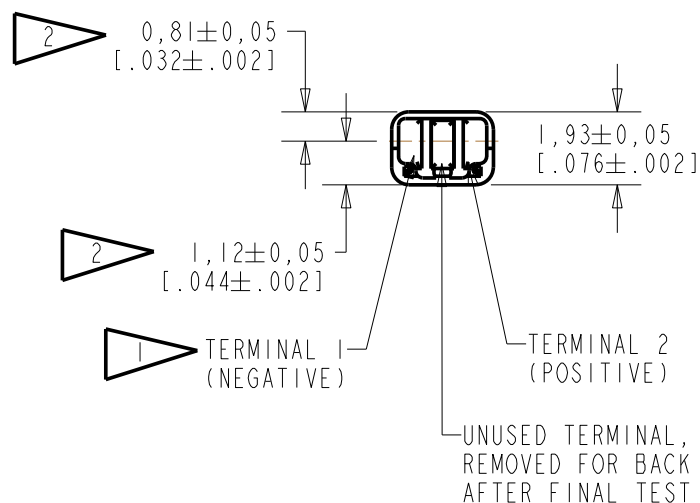 2
0,81±0,05
[.032±.002]
1,93±0,05
[.076±.002]
2
1,12±0,05
[.044±.002]
1
TERMINAL 1
(NEGATIVE)
TERMINAL 2
(POSITIVE)
UNUSED TERMINAL,
REMOVED FOR BACK
AFTER FINAL TEST